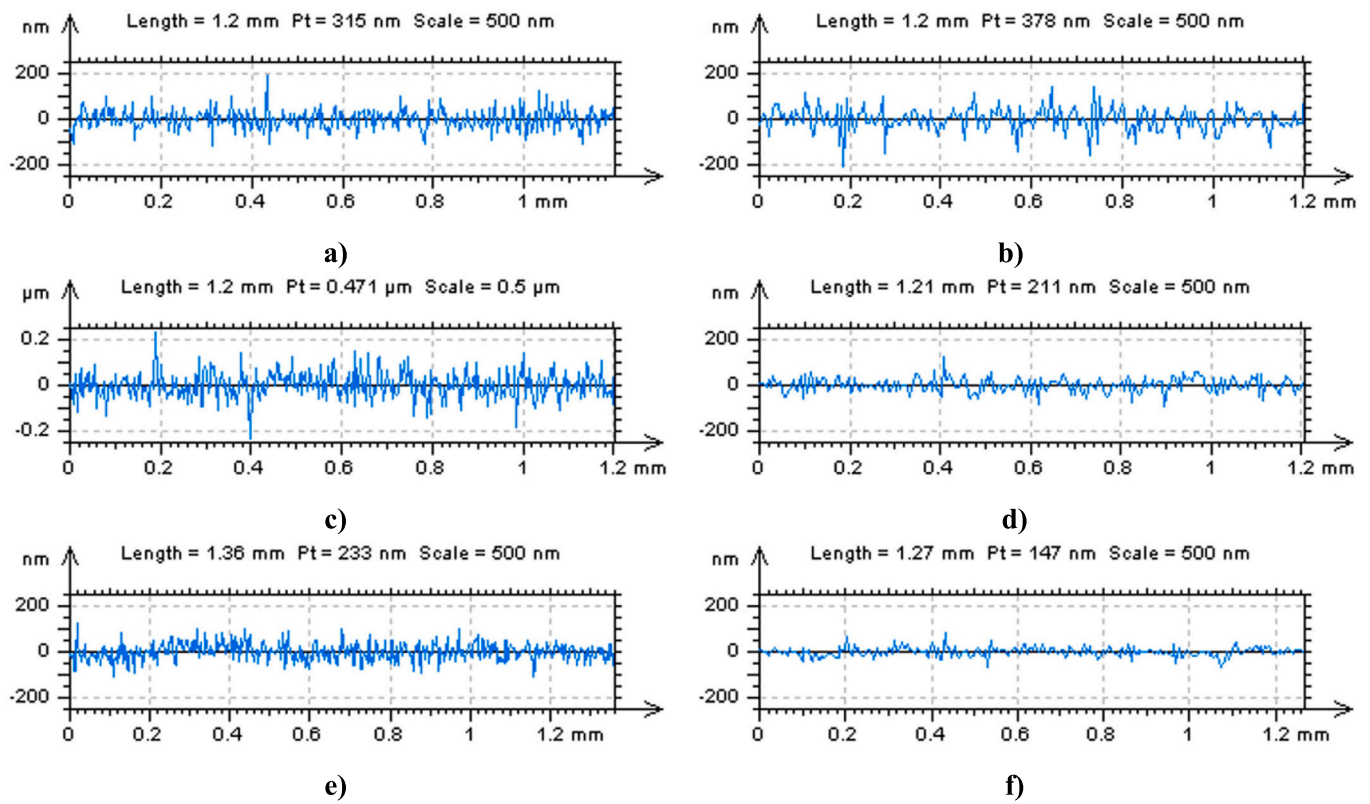 nm Length = 1.2 mm Pt = 315 nm Scale = 500 nm
200
0
-200
0 0.2 0.4 0.6 0.8 1 mm
a)
nm Length = 1.2 mm Pt = 378 nm Scale = 500 nm
200
0
-200
0 0.2 0.4 0.6 0.8 1 1.2 mm
b)
µm Length = 1.2 mm Pt = 0.471 µm Scale = 0.5 µm
0.2
0
-0.2
0 0.2 0.4 0.6 0.8 1 1.2 mm
c)
nm Length = 1.21 mm Pt = 211 nm Scale = 500 nm
200
0
-200
0 0.2 0.4 0.6 0.8 1 1.2 mm
d)
nm Length = 1.36 mm Pt = 233 nm Scale = 500 nm
200
0
-200
0 0.2 0.4 0.6 0.8 1 1.2 mm
e)
nm Length = 1.27 mm Pt = 147 nm Scale = 500 nm
200
0
-200
0 0.2 0.4 0.6 0.8 1 1.2 mm
f)